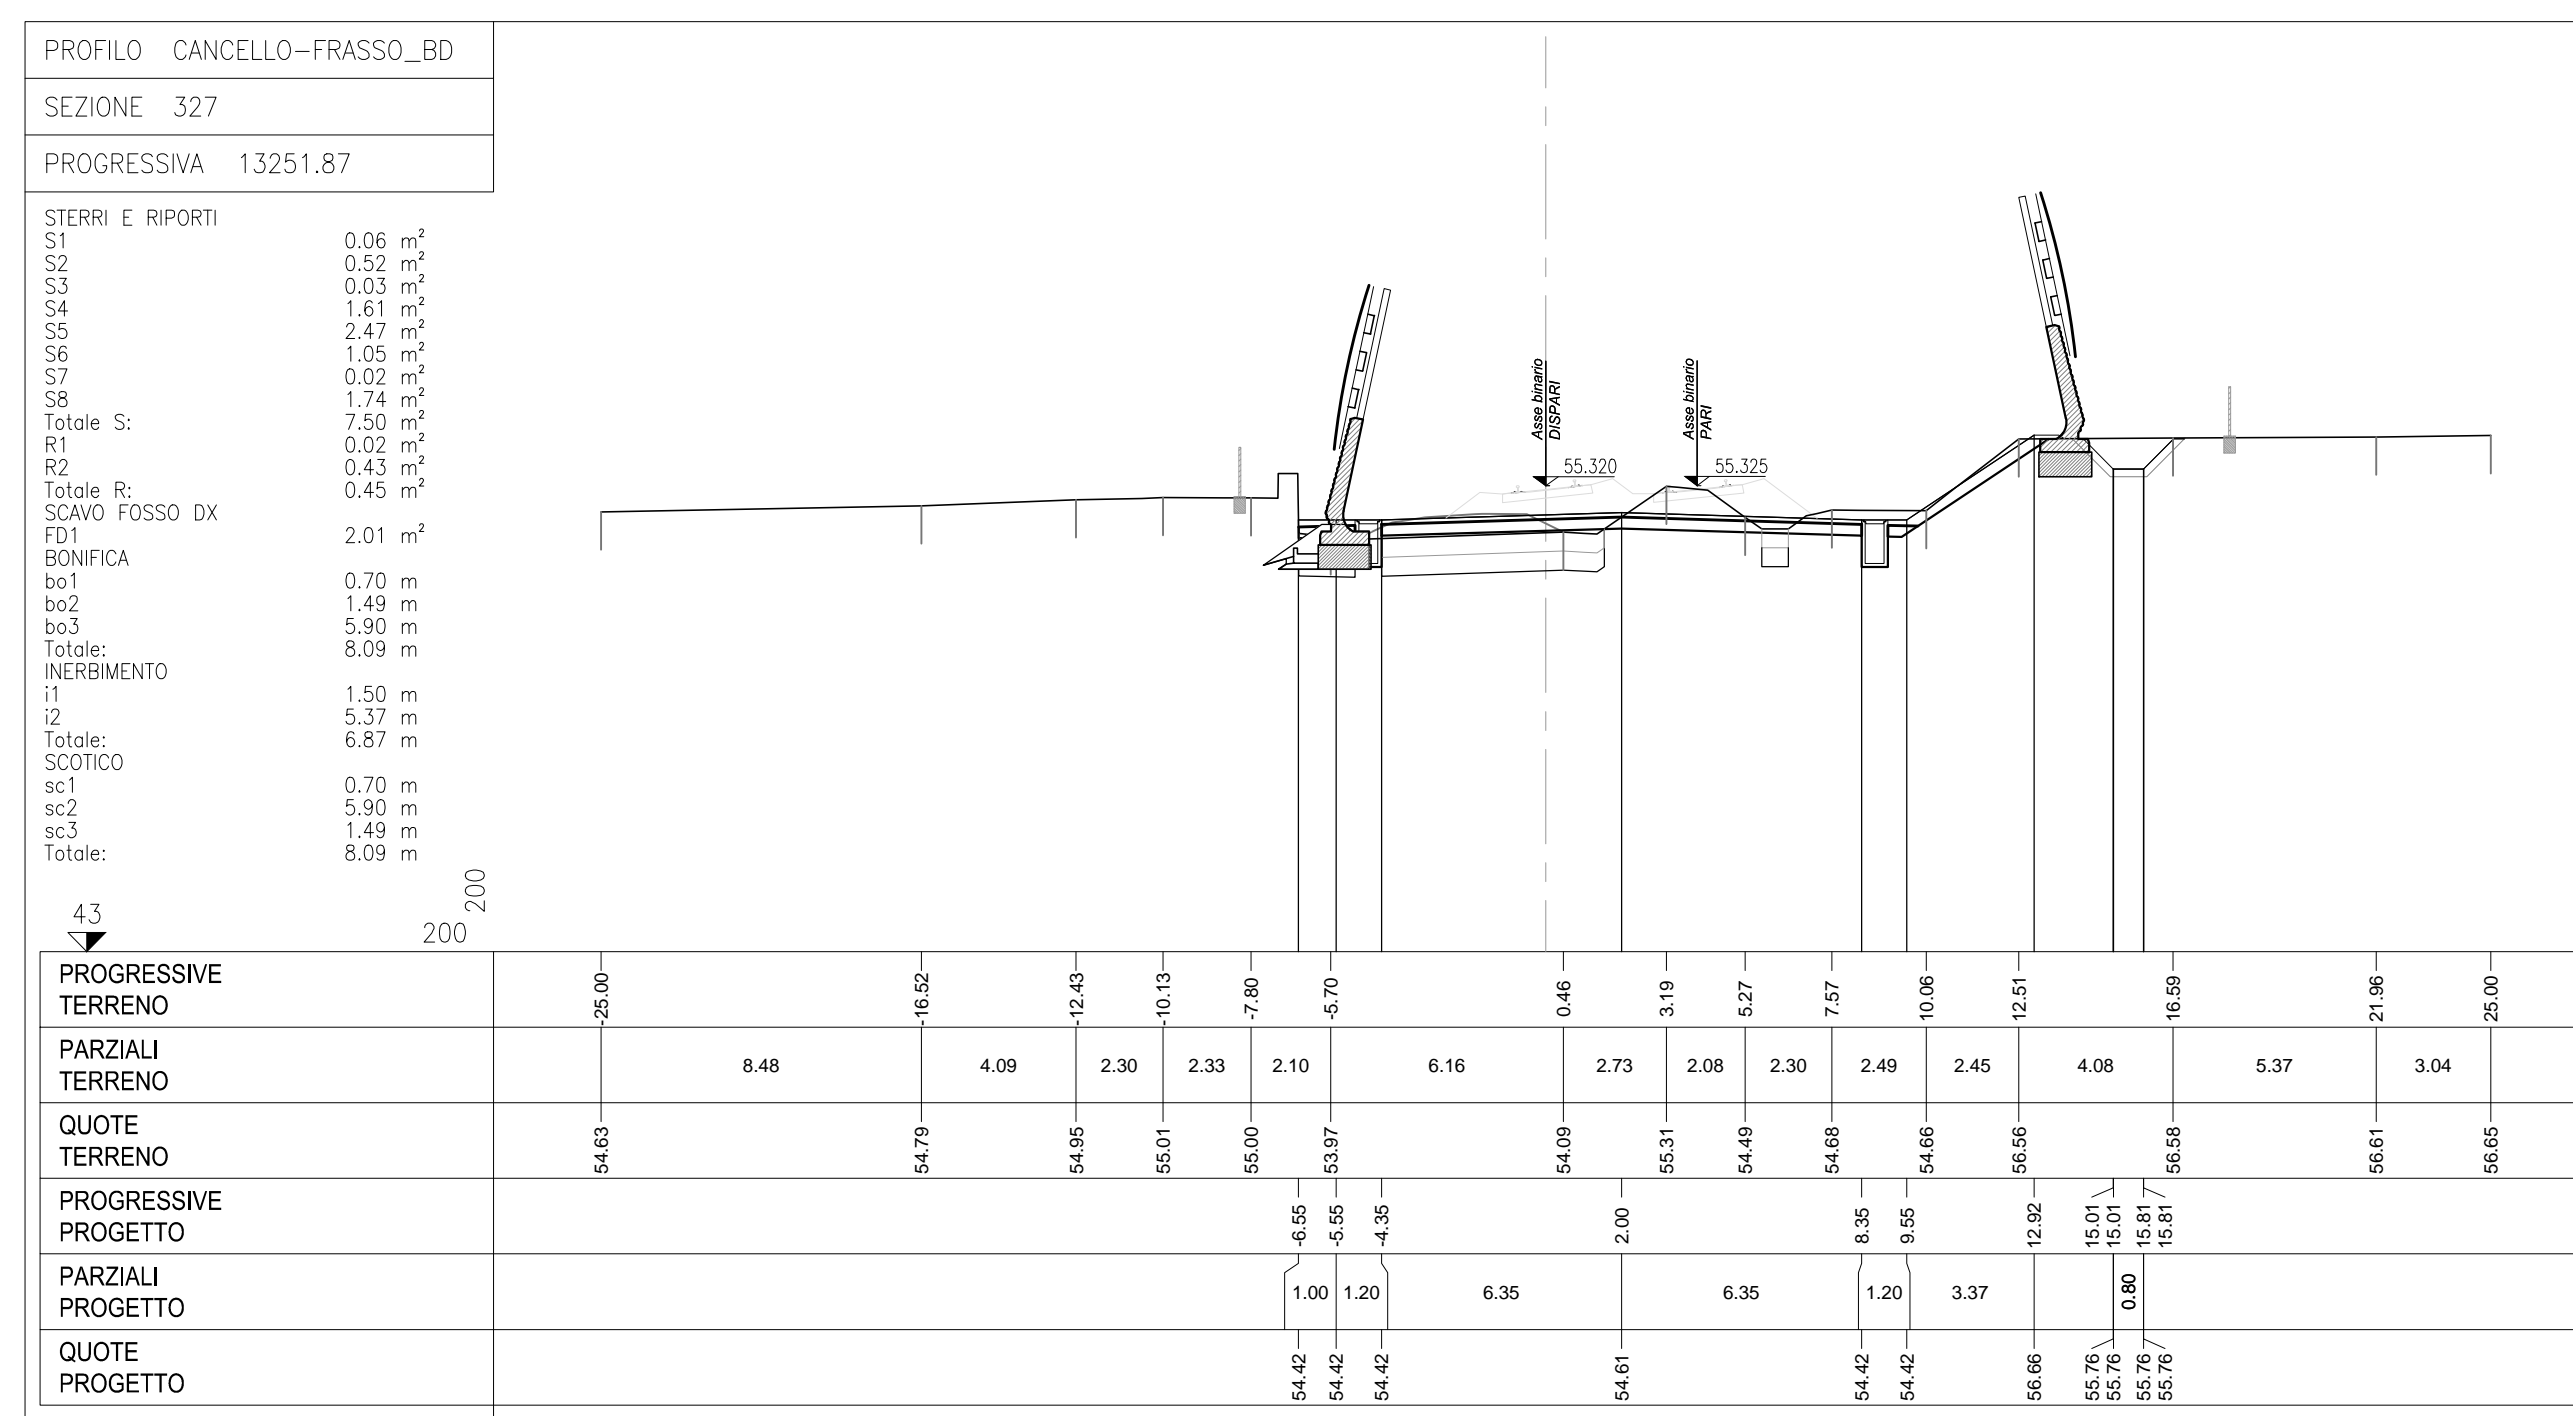 PROFILO CANCELLO-FRASSO_BD
SEZIONE 327
PROGRESSIVA 13251.87
STERRI E RIPORTI
S1 0.06 m²
S2 0.52 m²
S3 0.03 m²
S4 1.61 m²
S5 2.47 m²
S6 1.05 m²
S7 0.02 m²
S8 1.74 m²
Totale S: 7.50 m²
R1 0.02 m²
R2 0.43 m²
Totale R: 0.45 m²
SCAVO FOSSO DX
FD1 2.01 m²
BONIFICA
bo1 0.70 m
bo2 1.49 m
bo3 5.90 m
Totale: 8.09 m
INERBIMENTO
i1 1.50 m
i2 5.37 m
Totale: 6.87 m
SCOTICO
sc1 0.70 m
sc2 5.90 m
sc3 1.49 m
Totale: 8.09 m
200
43
200
Asse binario
DISPARI
55.320
Asse binario
PARI
55.325
PROGRESSIVE
TERRENO
-25.00 -16.52 -12.43 -10.13 -7.80 -5.70 0.46 3.19 5.27 7.57 10.06 12.51 16.59 21.96 25.00
PARZIALI
TERRENO
8.48 4.09 2.30 2.33 2.10 6.16 2.73 2.08 2.30 2.49 2.45 4.08 5.37 3.04
QUOTE
TERRENO
54.63 54.79 54.95 55.01 55.00 53.97 54.09 55.31 54.49 54.68 54.66 56.56 56.58 56.61 56.65
PROGRESSIVE
PROGETTO
-6.55 -5.55 -4.35 2.00 8.35 9.55 12.92 15.01 15.01 15.81 15.81
PARZIALI
PROGETTO
1.00 1.20 6.35 6.35 1.20 3.37 0.80
QUOTE
PROGETTO
54.42 54.42 54.42 54.61 54.42 54.42 56.66 55.76 55.76 55.76 55.76